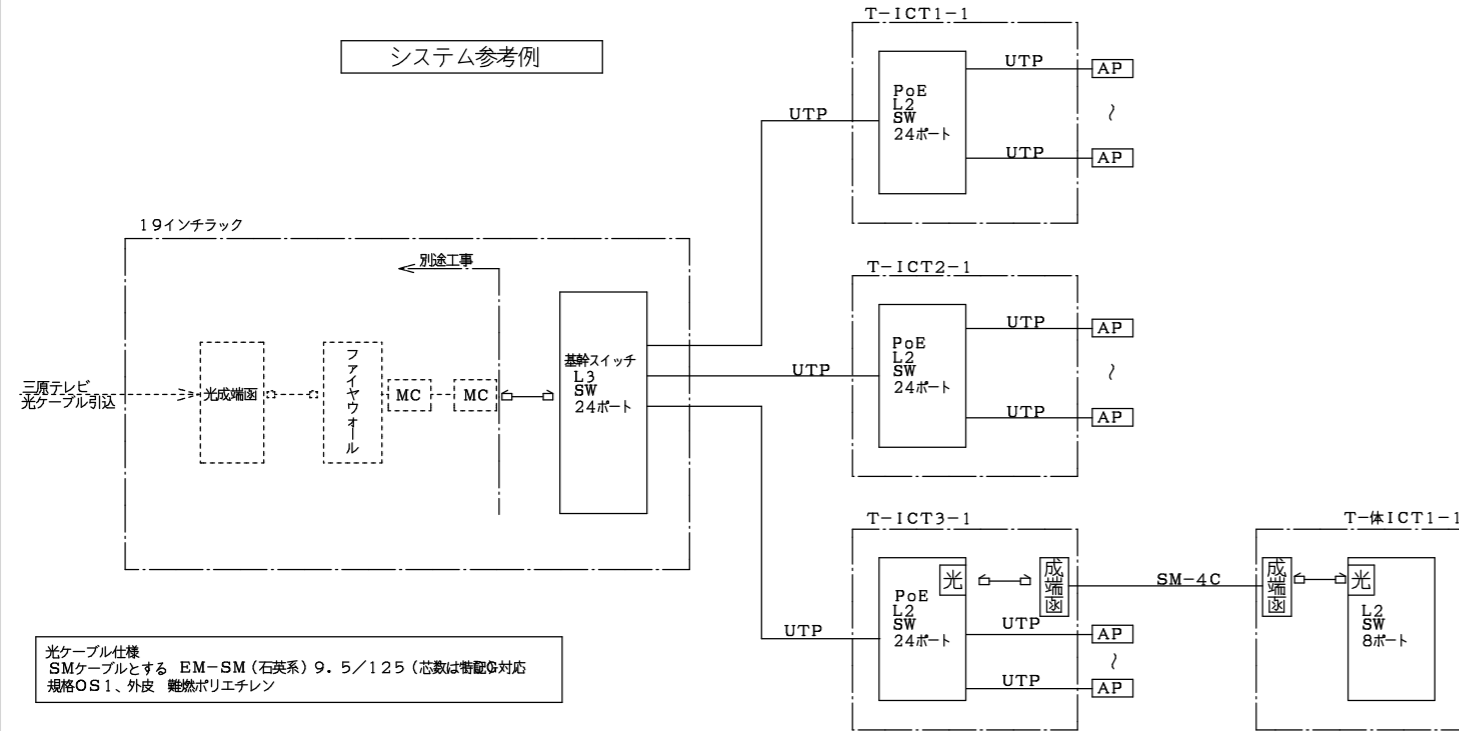 システム参考例
T-ICT1-1
PoE
L2
SW
24ポート
UTP
UTP
AP
~
UTP
AP
19インチラック
別途工事
三原テレビ
光ケーブル引込
光成端函
ファイヤウォール
MC
MC
基幹スイッチ
L3
SW
24ポート
T-ICT2-1
UTP
PoE
L2
SW
24ポート
UTP
AP
~
UTP
AP
T-ICT3-1
UTP
PoE
L2
SW
24ポート
光
成端函
UTP
AP
~
UTP
AP
SM-4C
T-体ICT1-1
成端函
光
L2
SW
8ポート
光ケーブル仕様
SMケーブルとする EM-SM(石英系)9.5/125(芯数は特記 対応
規格OS1、外皮 難燃ポリエチレン